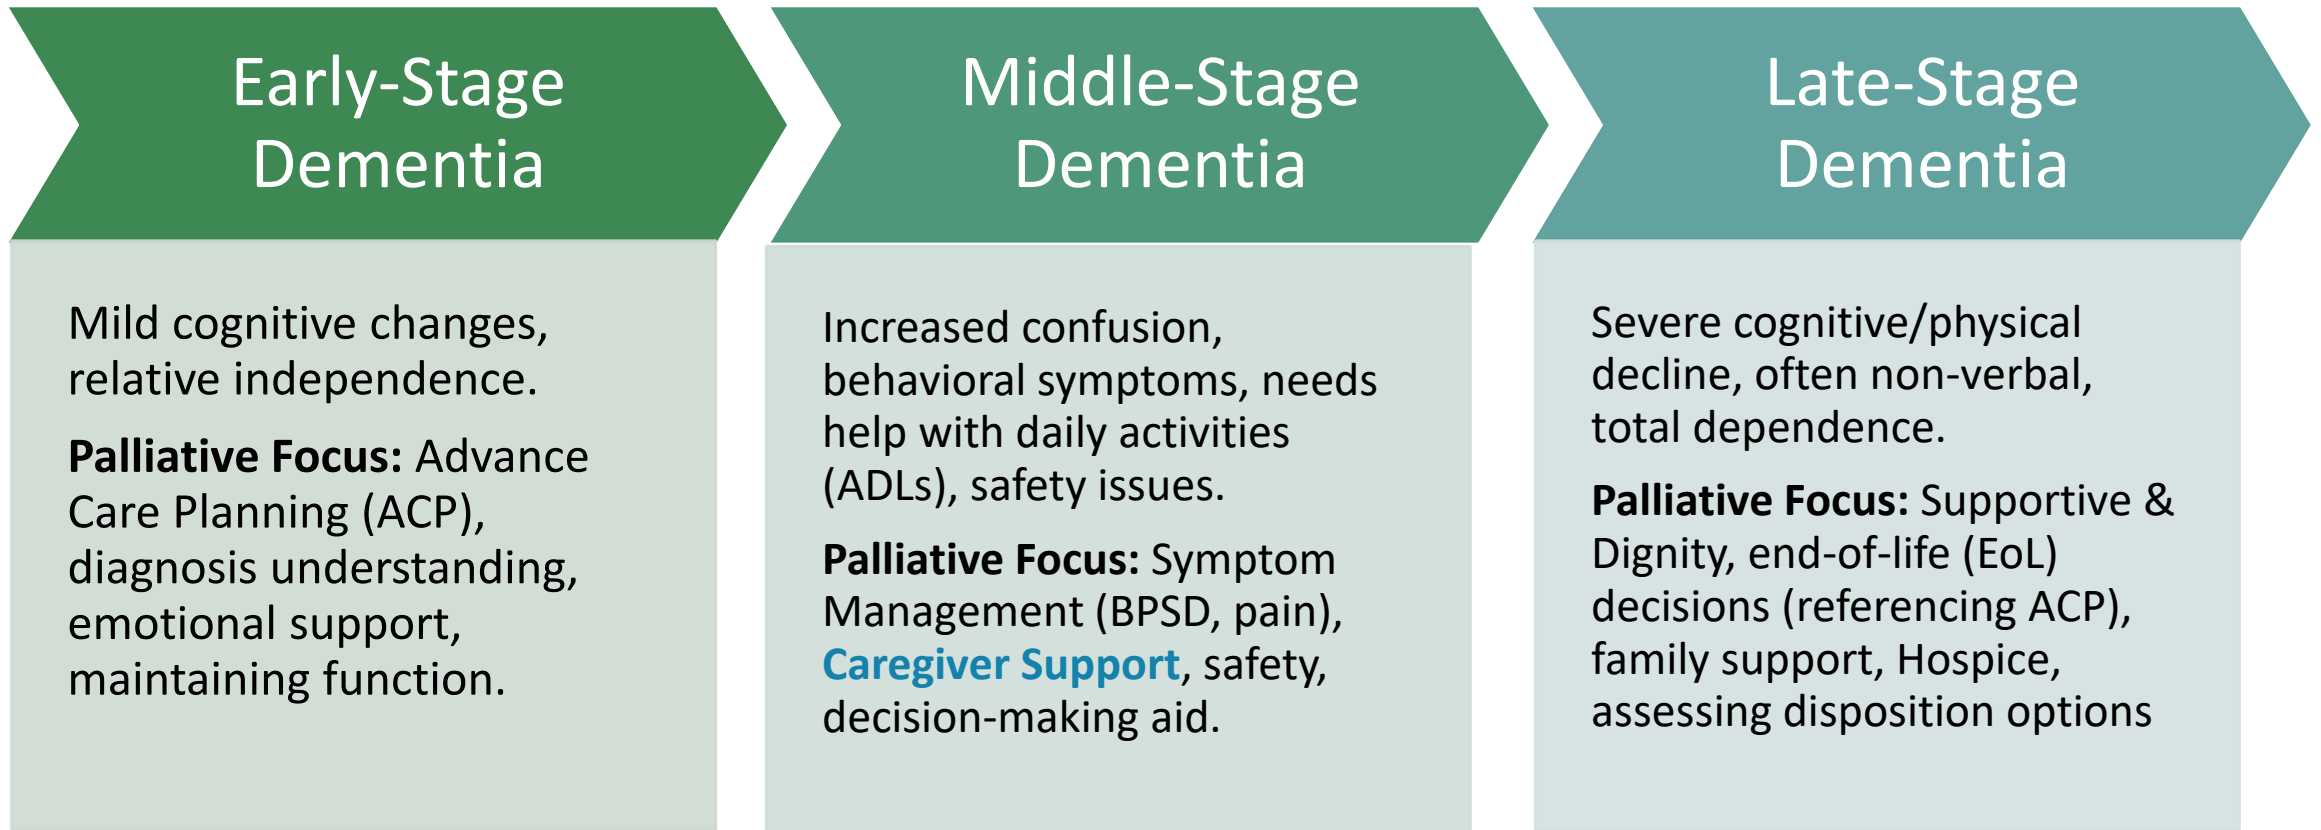 Early-Stage
Dementia
Mild cognitive changes,
relative independence.
Palliative Focus: Advance
Care Planning (ACP),
diagnosis understanding,
emotional support,
maintaining function.
Middle-Stage
Dementia
Increased confusion,
behavioral symptoms, needs
help with daily activities
(ADLs), safety issues.
Palliative Focus: Symptom
Management (BPSD, pain),
Caregiver Support, safety,
decision-making aid.
Late-Stage
Dementia
Severe cognitive/physical
decline, often non-verbal,
total dependence.
Palliative Focus: Supportive &
Dignity, end-of-life (EoL)
decisions (referencing ACP),
family support, Hospice,
assessing disposition options